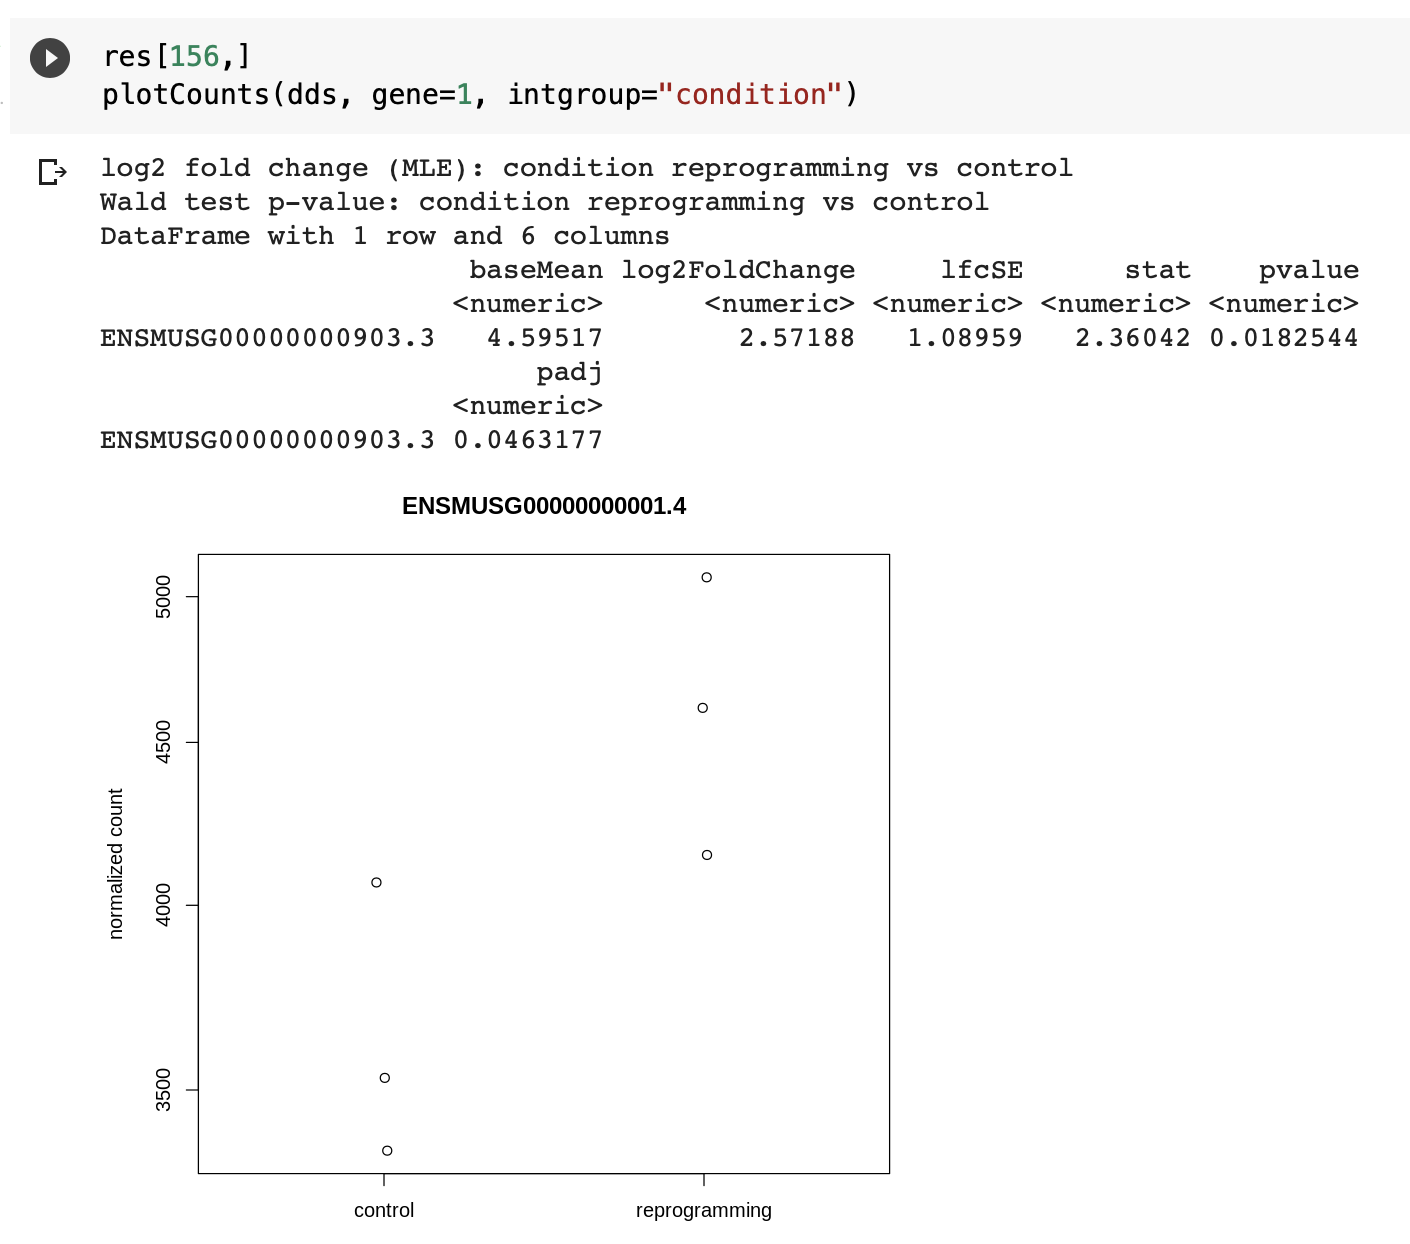 res[156,]
plotCounts(dds, gene=1, intgroup="condition")
log2 fold change (MLE): condition reprogramming vs control
Wald test p-value: condition reprogramming vs control
DataFrame with 1 row and 6 columns
baseMean log2FoldChange lfcSE stat pvalue
<numeric> <numeric> <numeric> <numeric> <numeric>
ENSMUSG00000000903.3 4.59517 2.57188 1.08959 2.36042 0.0182544
padj
<numeric>
ENSMUSG00000000903.3 0.0463177
ENSMUSG00000000001.4
5000
4500
4000
3500
normalized count
control reprogramming